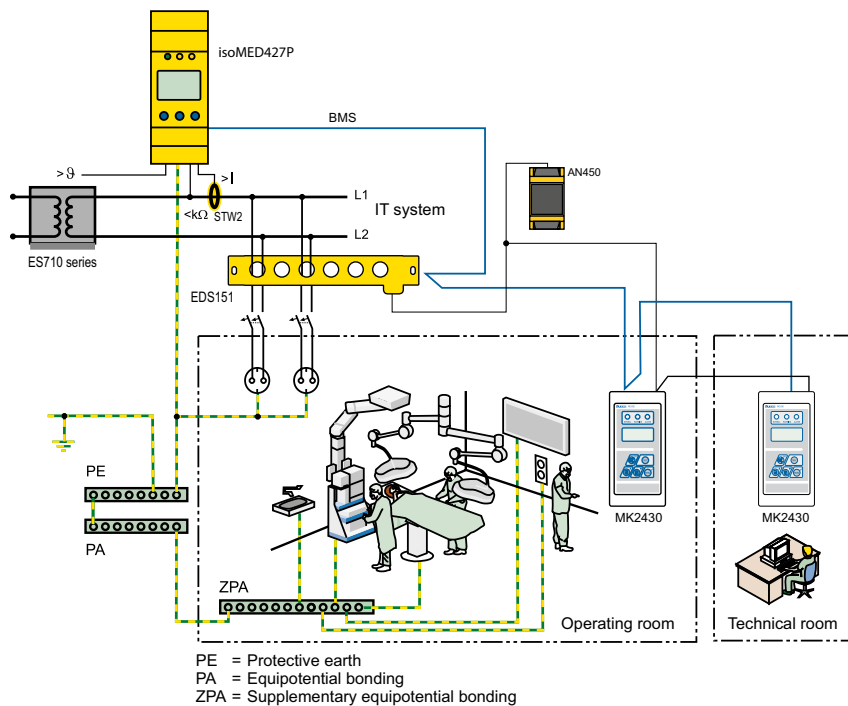 isoMED427P
BMS
>ϑ
>I
AN450
L1
IT system
<kΩ
STW2
L2
ES710 series
EDS151
PE
PA
MK2430
MK2430
ZPA
Operating room
Technical room
PE = Protective earth
PA = Equipotential bonding
ZPA = Supplementary equipotential bonding